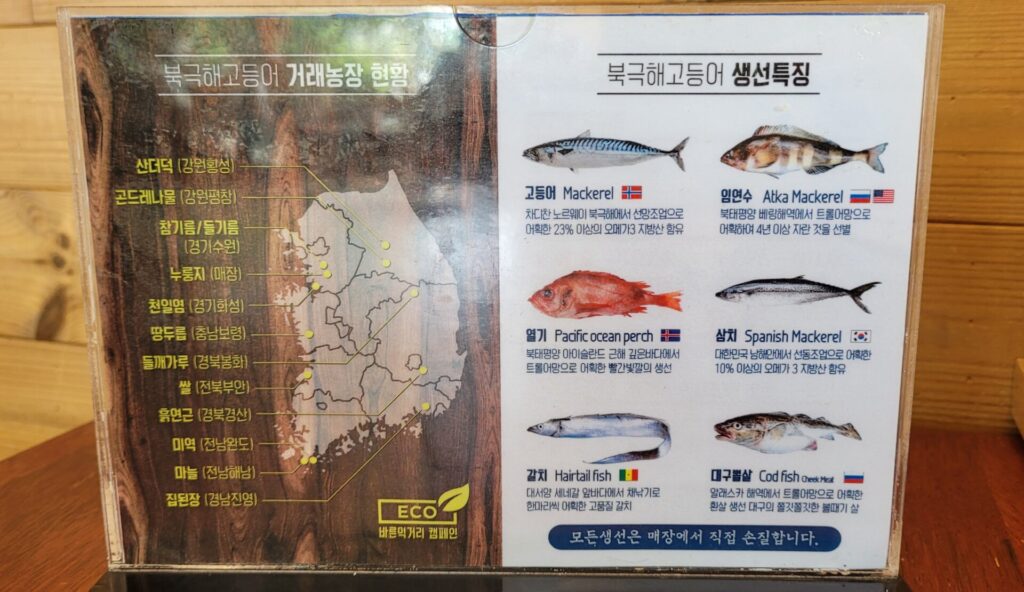 북극해고등어 거래농장 현황
산더덕 (강원횡성)
곤드레나물 (강원평창)
참기름/들기름
(경기수원)
누룽지 (매장)
천일염 (경기화성)
땅두릅 (충남보령)
들깨가루 (경북봉화)
쌀 (전북부안)
흙연근 (경북경산)
미역 (전남완도)
마늘 (전남해남)
집된장 (경남진영)
ECO
바른먹거리 캠페인
북극해고등어 생선특징
고등어 Mackerel
차디찬 노르웨이 북극해에서 선망조업으로
어획한 23% 이상의 오메가3 지방산 함유
임연수 Atka Mackerel
북태평양 베링해역에서 트롤어망으로
어획하여 4년 이상 자란 것을 선별
열기 Pacific ocean perch
북태평양 아이슬란드 근해 깊은바다에서
트롤어망으로 어획한 빨간빛깔의 생선
삼치 Spanish Mackerel
대한민국 남해안에서 선동조업으로 어획한
10% 이상의 오메가 3 지방산 함유
갈치 Hairtail fish
대서양 세네갈 앞바다에서 채낚기로
한마리씩 어획한 고품질 갈치
대구뽈살 Cod fish Cheek Meat
알래스카 해역에서 트롤어망으로 어획한
흰살 생선 대구의 쫄깃쫄깃한 볼때기 살
모든생선은 매장에서 직접 손질합니다.